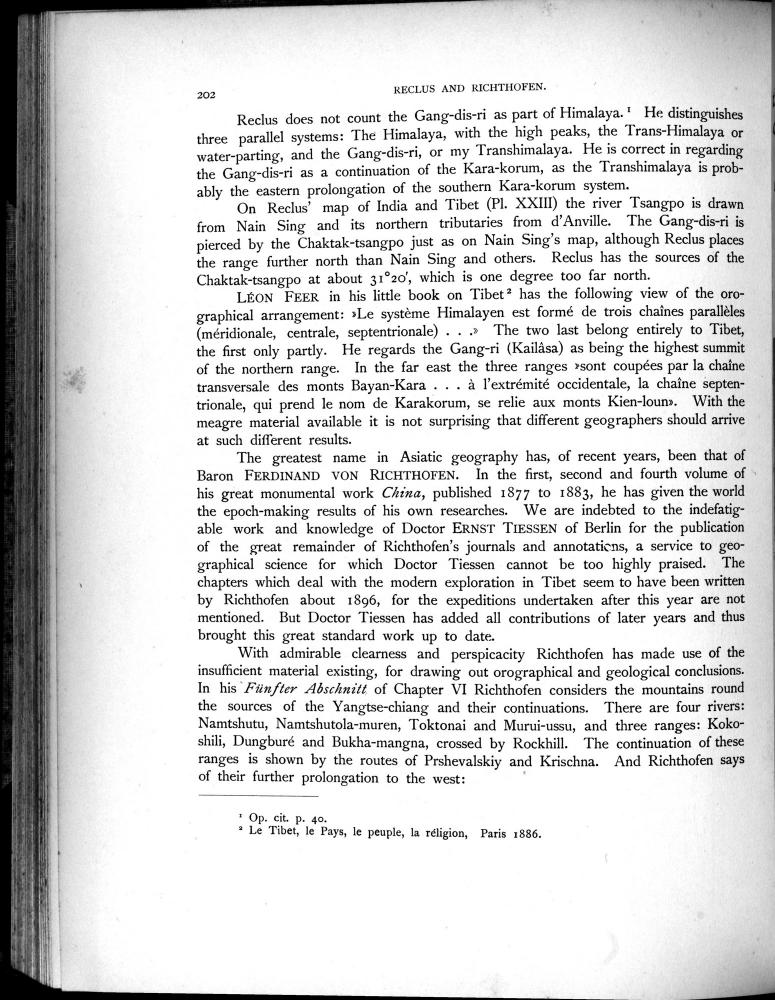 202
RECLUS AND RICHTHOFEN.
Reclus does not count the Gang-dis-ri as part of Himalaya. ¹ He distinguishes
three parallel systems: The Himalaya, with the high peaks, the Trans-Himalaya or
water-parting, and the Gang-dis-ri, or my Transhimalaya. He is correct in regarding
the Gang-dis-ri as a continuation of the Kara-korum, as the Transhimalaya is prob-
ably the eastern prolongation of the southern Kara-korum system.
On Reclus' map of India and Tibet (Pl. XXIII) the river Tsangpo is drawn
from Nain Sing and its northern tributaries from d'Anville. The Gang-dis-ri is
pierced by the Chaktak-tsangpo just as on Nain Sing's map, although Reclus places
the range further north than Nain Sing and others. Reclus has the sources of the
Chaktak-tsangpo at about 31°20', which is one degree too far north.
LÉON FEER in his little book on Tibet ² has the following view of the oro-
graphical arrangement: »Le système Himalayen est formé de trois chaînes parallèles
(méridionale, centrale, septentrionale) . . .» The two last belong entirely to Tibet,
the first only partly. He regards the Gang-ri (Kailâsa) as being the highest summit
of the northern range. In the far east the three ranges »sont coupées par la chaîne
transversale des monts Bayan-Kara . . . à l'extrémité occidentale, la chaîne septen-
trionale, qui prend le nom de Karakorum, se relie aux monts Kien-loun». With the
meagre material available it is not surprising that different geographers should arrive
at such different results.
The greatest name in Asiatic geography has, of recent years, been that of
Baron FERDINAND VON RICHTHOFEN. In the first, second and fourth volume of
his great monumental work China, published 1877 to 1883, he has given the world
the epoch-making results of his own researches. We are indebted to the indefatig-
able work and knowledge of Doctor ERNST TIESSEN of Berlin for the publication
of the great remainder of Richthofen's journals and annotations, a service to geo-
graphical science for which Doctor Tiessen cannot be too highly praised. The
chapters which deal with the modern exploration in Tibet seem to have been written
by Richthofen about 1896, for the expeditions undertaken after this year are not
mentioned. But Doctor Tiessen has added all contributions of later years and thus
brought this great standard work up to date.
With admirable clearness and perspicacity Richthofen has made use of the
insufficient material existing, for drawing out orographical and geological conclusions.
In his Fünfter Abschnitt of Chapter VI Richthofen considers the mountains round
the sources of the Yangtse-chiang and their continuations. There are four rivers:
Namtshutu, Namtshutola-muren, Toktonai and Murui-ussu, and three ranges: Koko-
shili, Dungburé and Bukha-mangna, crossed by Rockhill. The continuation of these
ranges is shown by the routes of Prshevalskiy and Krischna. And Richthofen says
of their further prolongation to the west:
¹ Op. cit. p. 40.
² Le Tibet, le Pays, le peuple, la réligion, Paris 1886.